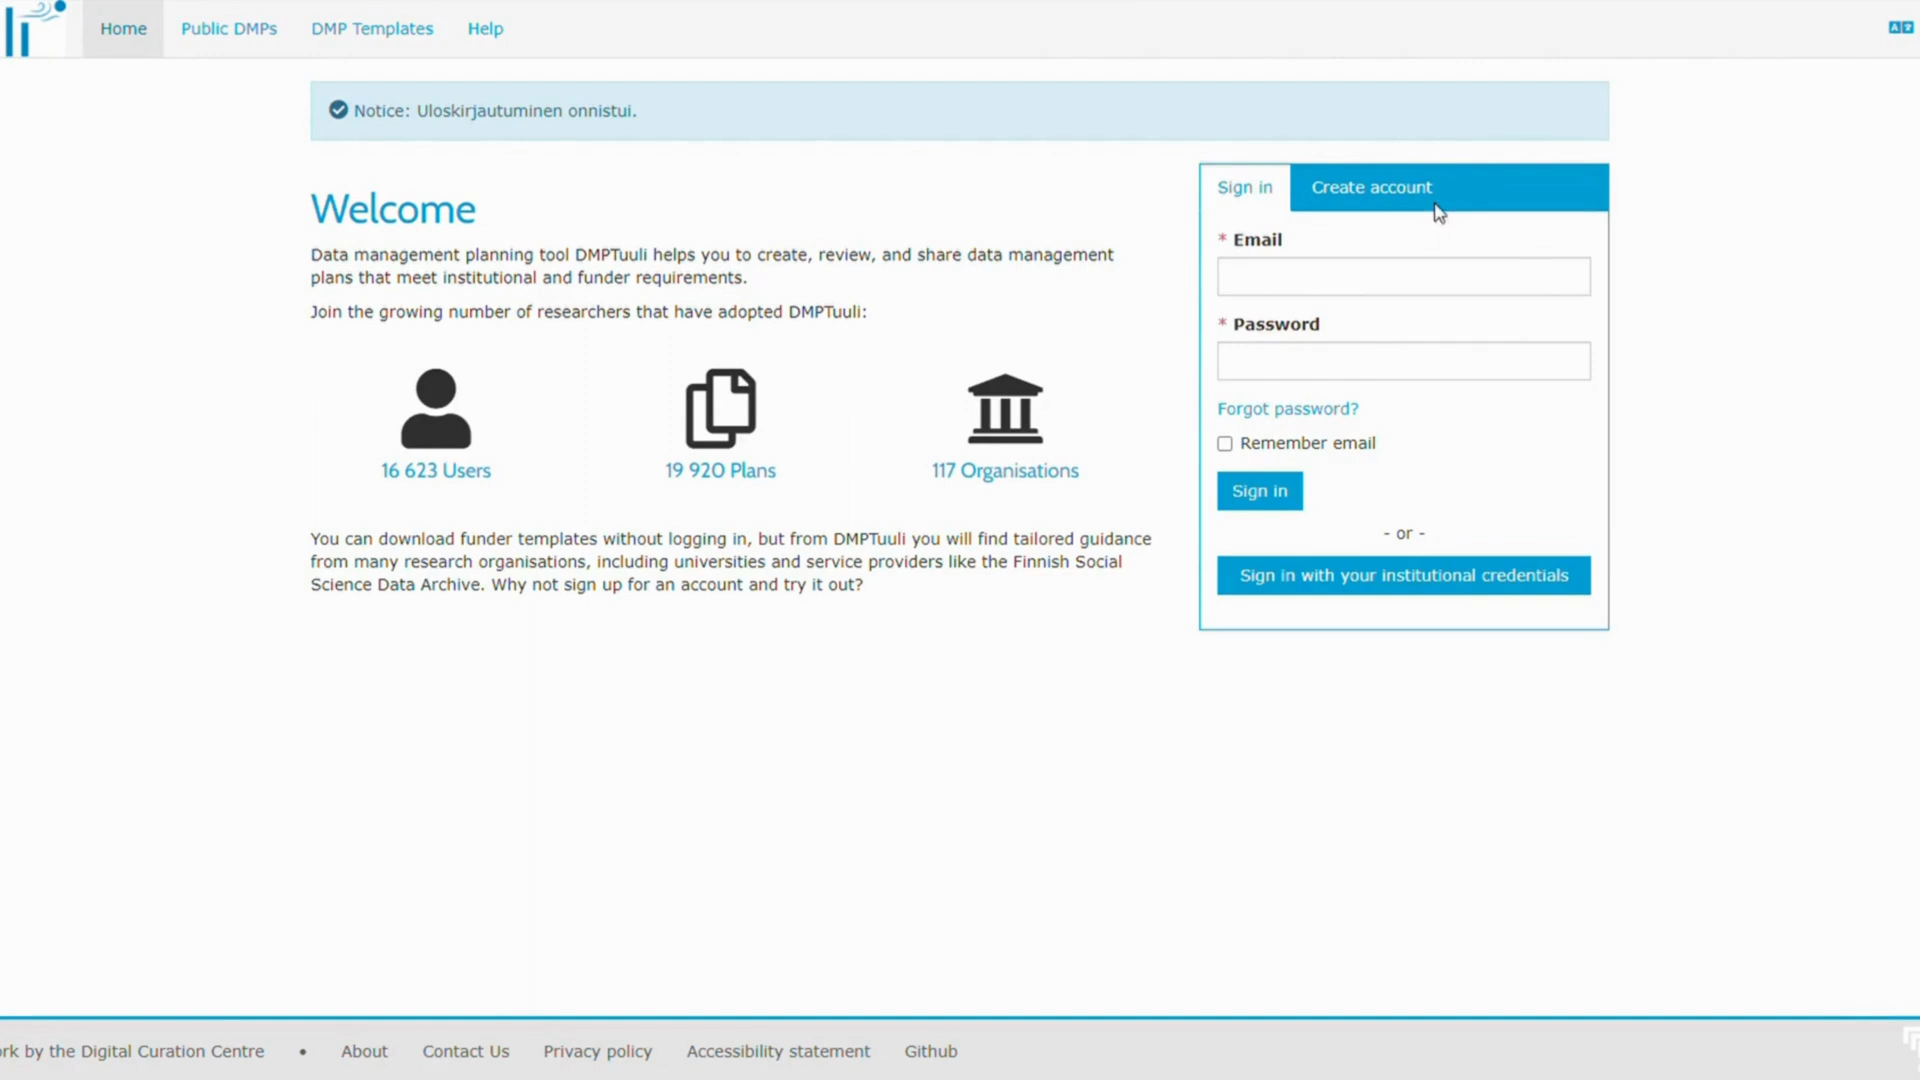 Home Public DMPs DMP Templates Help
Notice: Uloskirjautuminen onnistui.
Welcome
Data management planning tool DMPTuuli helps you to create, review, and share data management
plans that meet institutional and funder requirements.
Join the growing number of researchers that have adopted DMPTuuli:
16 623 Users
19 920 Plans
117 Organisations
You can download funder templates without logging in, but from DMPTuuli you will find tailored guidance
from many research organisations, including universities and service providers like the Finnish Social
Science Data Archive. Why not sign up for an account and try it out?
Sign in Create account
* Email
* Password
Forgot password?
Remember email
Sign in
- or -
Sign in with your institutional credentials
by the Digital Curation Centre • About Contact Us Privacy policy Accessibility statement Github